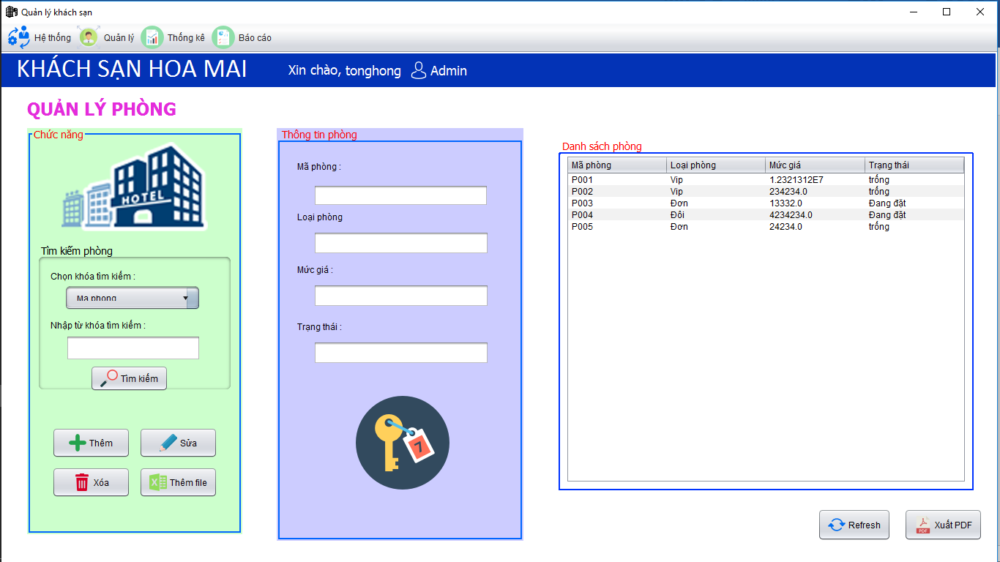 Quản lý khách sạn
Hệ thống Quản lý Thống kê Báo cáo
KHÁCH SẠN HOA MAI
Xin chào, tonghong Admin
QUẢN LÝ PHÒNG
Chức năng
HOTEL
Tìm kiếm phòng
Chọn khóa tìm kiếm :
Ma phong
Nhập từ khóa tìm kiếm :
Tìm kiếm
Thêm Sửa
Xóa Thêm file
Thông tin phòng
Mã phòng :
Loại phòng
Mức giá :
Trạng thái :
7
Danh sách phòng
Mã phòng Loại phòng Mức giá Trạng thái
P001 Vip 1.2321312E7 trống
P002 Vip 234234.0 trống
P003 Đơn 13332.0 Đang đặt
P004 Đôi 4234234.0 Đang đặt
P005 Đơn 24234.0 trống
Refresh PDF Xuất PDF